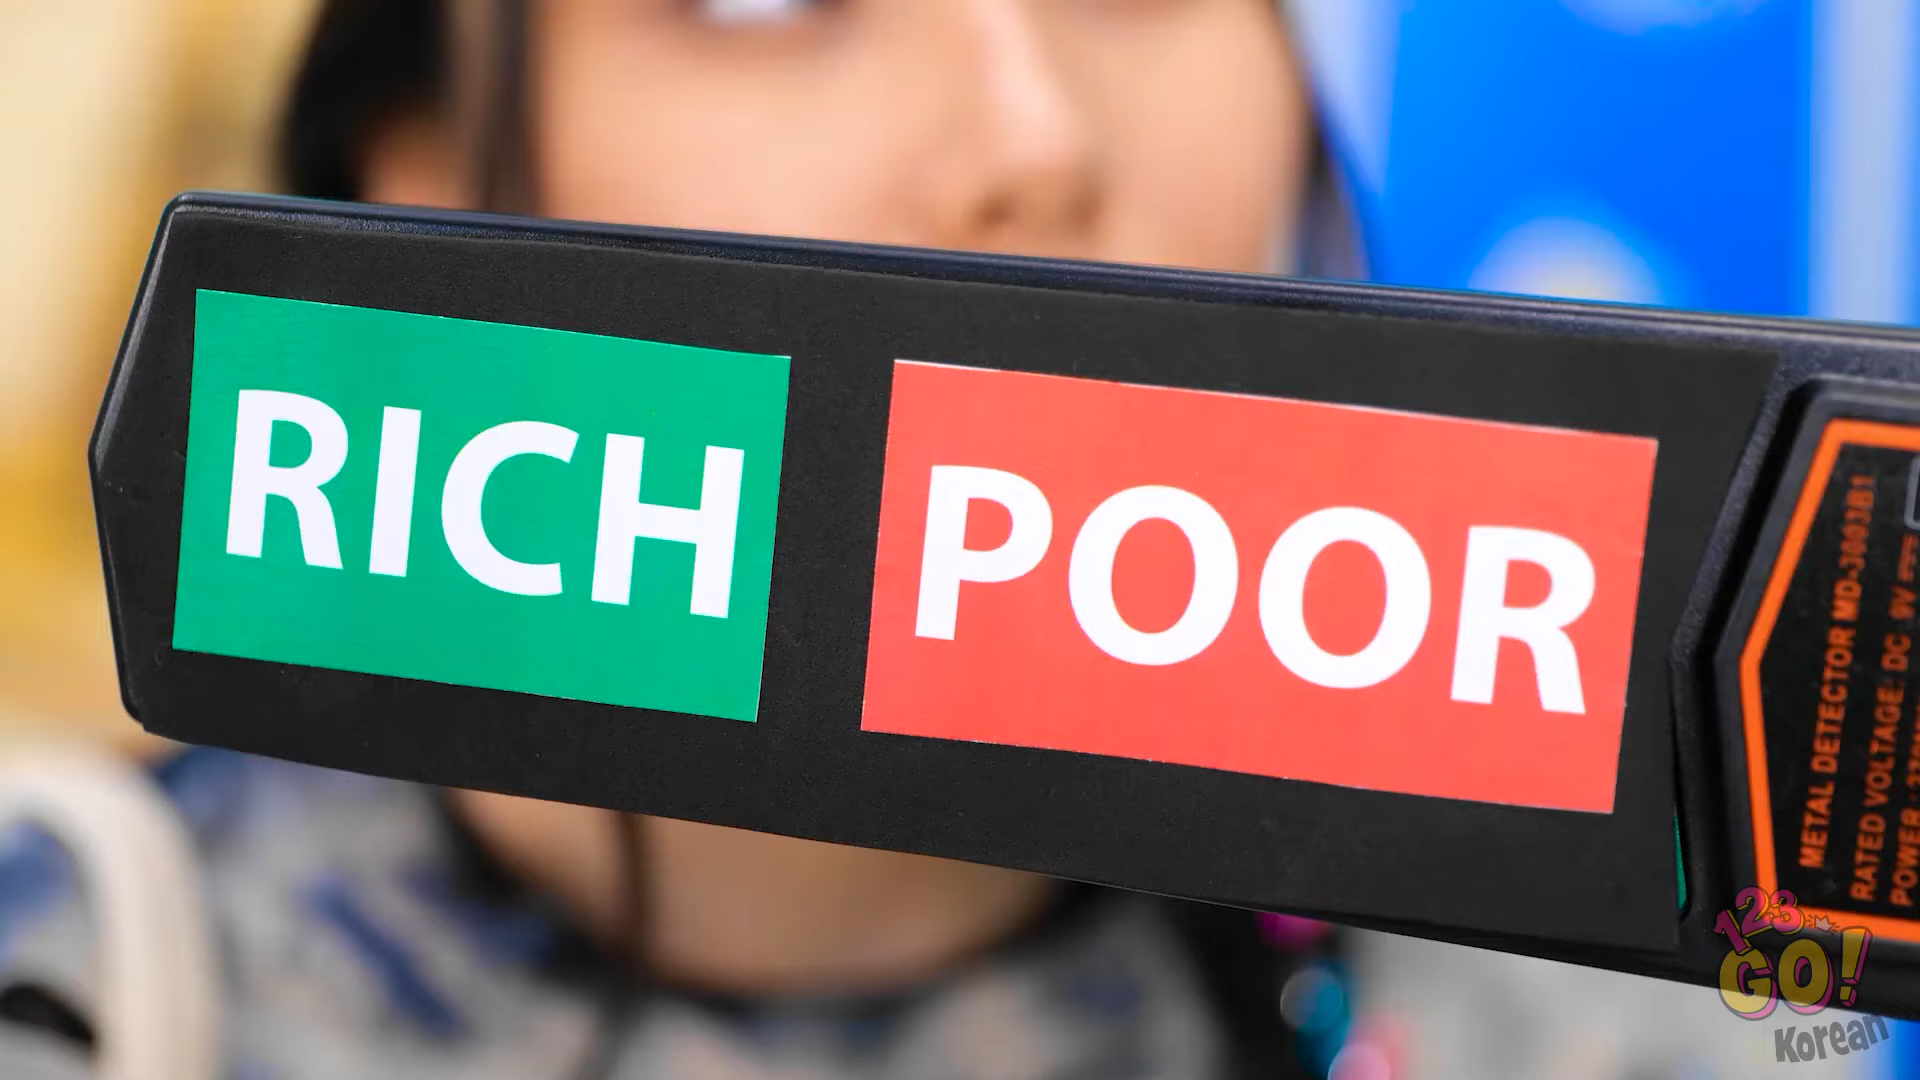 RICH
POOR
METAL DETECTOR MD-3003B1
RATED VOLTAGE: DC 9V
POWER:
123
GO!
Korean